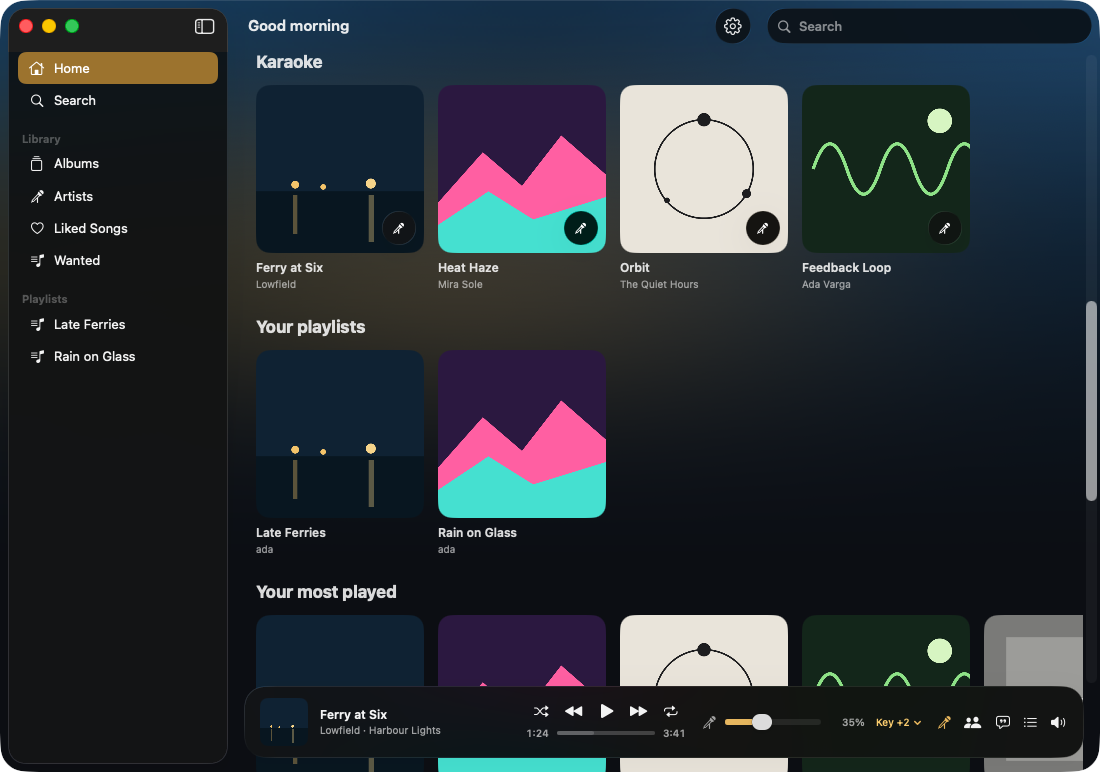 Good morning
Search
Home
Search
Library
Albums
Artists
Liked Songs
Wanted
Playlists
Late Ferries
Rain on Glass
Karaoke
Ferry at Six
Lowfield
Heat Haze
Mira Sole
Orbit
The Quiet Hours
Feedback Loop
Ada Varga
Your playlists
Late Ferries
ada
Rain on Glass
ada
Your most played
Ferry at Six
Lowfield · Harbour Lights
1:24
3:41
35%
Key +2